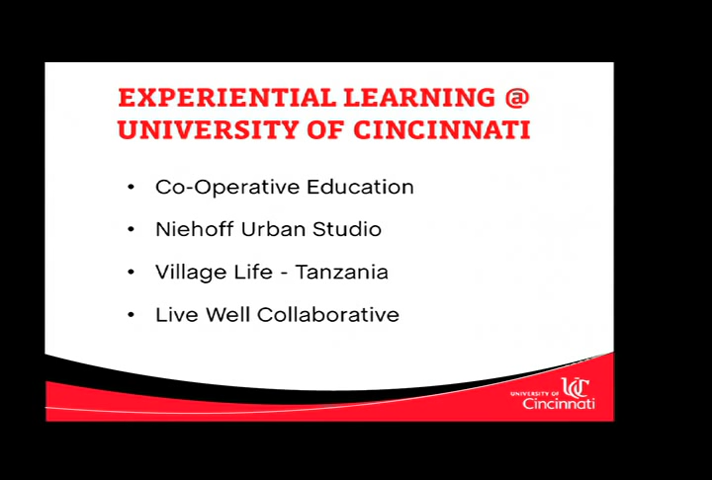 EXPERIENTIAL LEARNING @
UNIVERSITY OF CINCINNATI
• Co-Operative Education
• Niehoff Urban Studio
• Village Life - Tanzania
• Live Well Collaborative
UNIVERSITY OF UC
Cincinnati